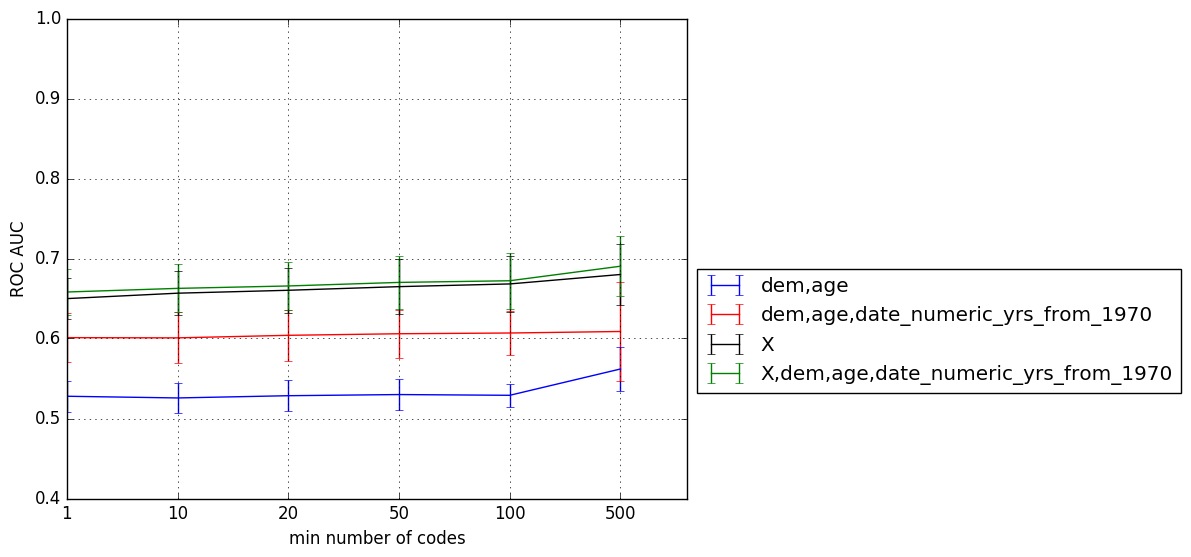 1.0
0.9
0.8
0.7
0.6
0.5
0.4
ROC AUC
1 10 20 50 100 500
min number of codes
dem,age
dem,age,date_numeric_yrs_from_1970
X
X,dem,age,date_numeric_yrs_from_1970